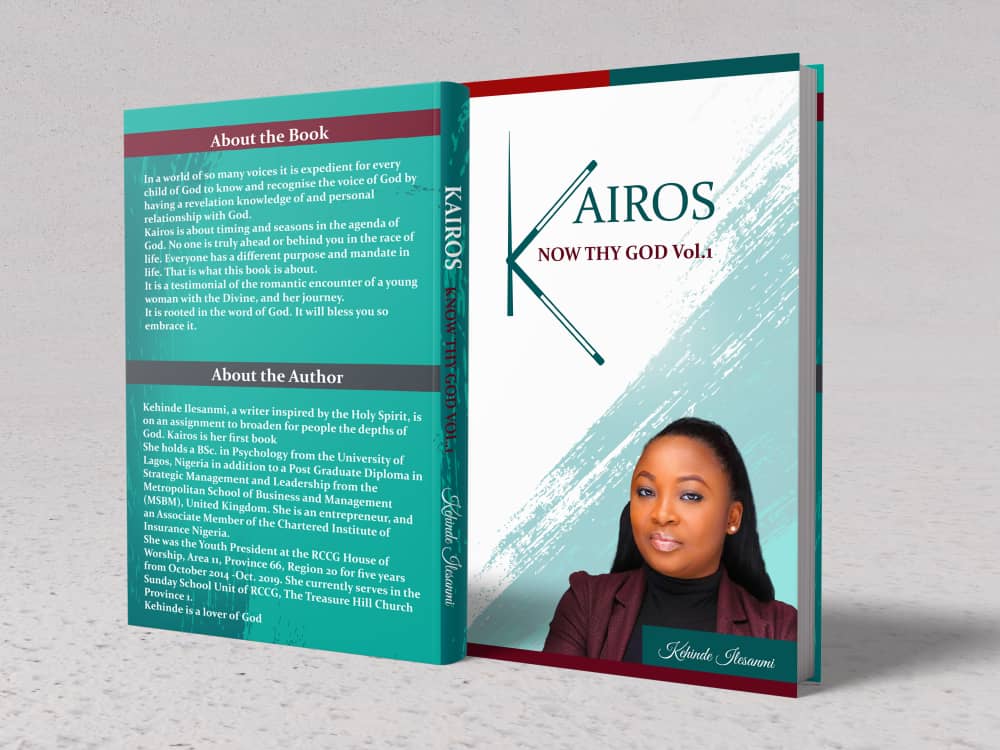 About the Book
In a world of so many voices it is expedient for every
child of God to know and recognise the voice of God by
having a revelation knowledge of and personal
relationship with God.
Kairos is about timing and seasons in the agenda of
God. No one is truly ahead or behind you in the race of
life. Everyone has a different purpose and mandate in
life. That is what this book is about.
It is a testimonial of the romantic encounter of a young
woman with the Divine, and her journey.
It is rooted in the word of God. It will bless you so
embrace it.
About the Author
Kehinde Ilesanmi, a writer inspired by the Holy Spirit, is
on an assignment to broaden for people the depths of
God. Kairos is her first book
She holds a BSc. in Psychology from the University of
Lagos, Nigeria in addition to a Post Graduate Diploma in
Strategic Management and Leadership from the
Metropolitan School of Business and Management
(MSBM), United Kingdom. She is an entrepreneur, and
an Associate Member of the Chartered Institute of
Insurance Nigeria.
She was the Youth President at the RCCG House of
Worship, Area 11, Province 66, Region 20 for five years
from October 2014 -Oct. 2019. She currently serves in the
Sunday School Unit of RCCG, The Treasure Hill Church
Province 1.
Kehinde is a lover of God
KAIROS KNOW THY GOD VOL.1 Kehinde Ilesanmi
KAIROS
NOW THY GOD Vol.1
Kehinde Ilesanmi